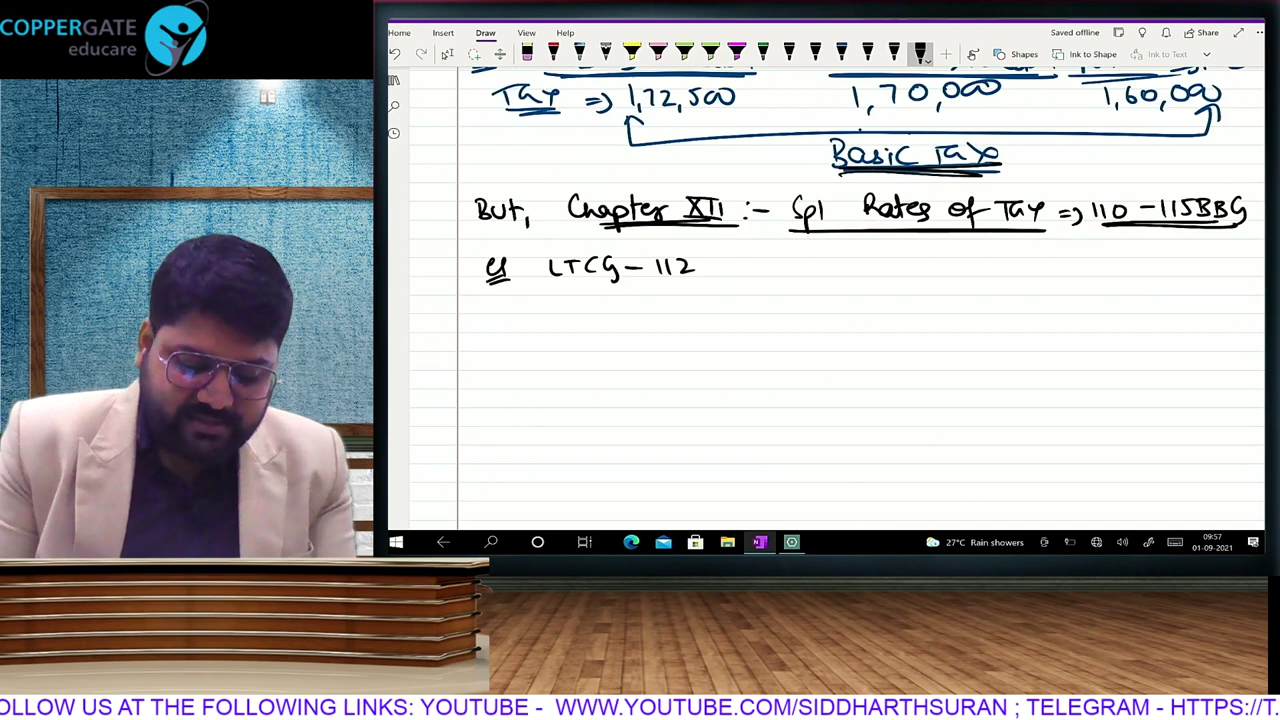 COPPERGATE
educare
Home Insert Draw View Help
Saved offline
Share
Shapes
Ink to Shape
Ink to Text
Tax => 1,72,500 1,70,000 1,60,000
Basic Tax
But, Chapter XII :- Spl Rates of Tax => 110 - 115BBG
eg LTCG - 112
27°C Rain showers
09:57
01-09-2021
OLLOW US AT THE FOLLOWING LINKS: YOUTUBE - WWW.YOUTUBE.COM/SIDDHARTHSURAN ; TELEGRAM - HTTPS://T.